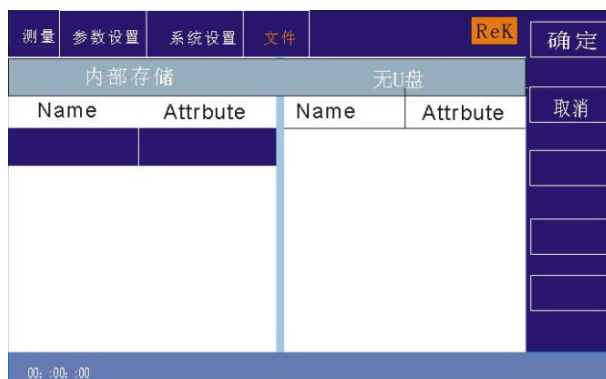 测量 参数设置 系统设置 文件 ReK 确定
内部存储 无U盘
Name Attrbute Name Attrbute 取消
00: :00: :00